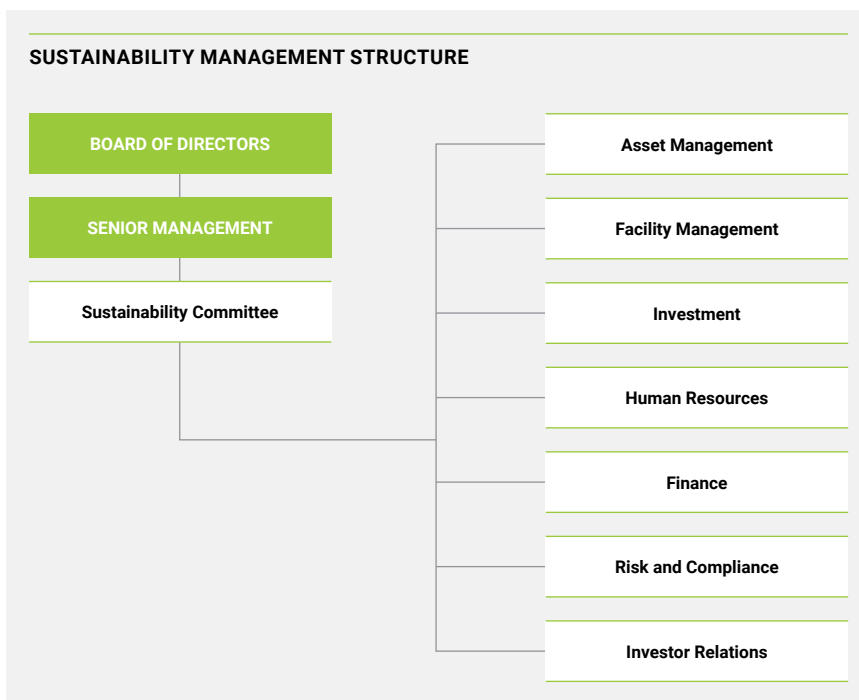 SUSTAINABILITY MANAGEMENT STRUCTURE
BOARD OF DIRECTORS
SENIOR MANAGEMENT
Sustainability Committee
Asset Management
Facility Management
Investment
Human Resources
Finance
Risk and Compliance
Investor Relations